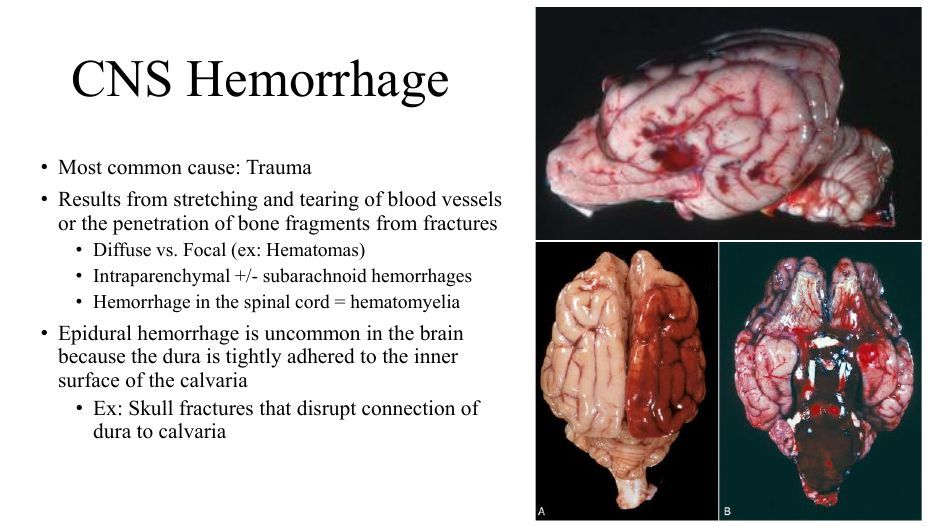 CNS Hemorrhage
• Most common cause: Trauma
• Results from stretching and tearing of blood vessels
or the penetration of bone fragments from fractures
• Diffuse vs. Focal (ex: Hematomas)
• Intraparenchymal +/- subarachnoid hemorrhages
• Hemorrhage in the spinal cord = hematomyelia
• Epidural hemorrhage is uncommon in the brain
because the dura is tightly adhered to the inner
surface of the calvaria
• Ex: Skull fractures that disrupt connection of
dura to calvaria
A
B